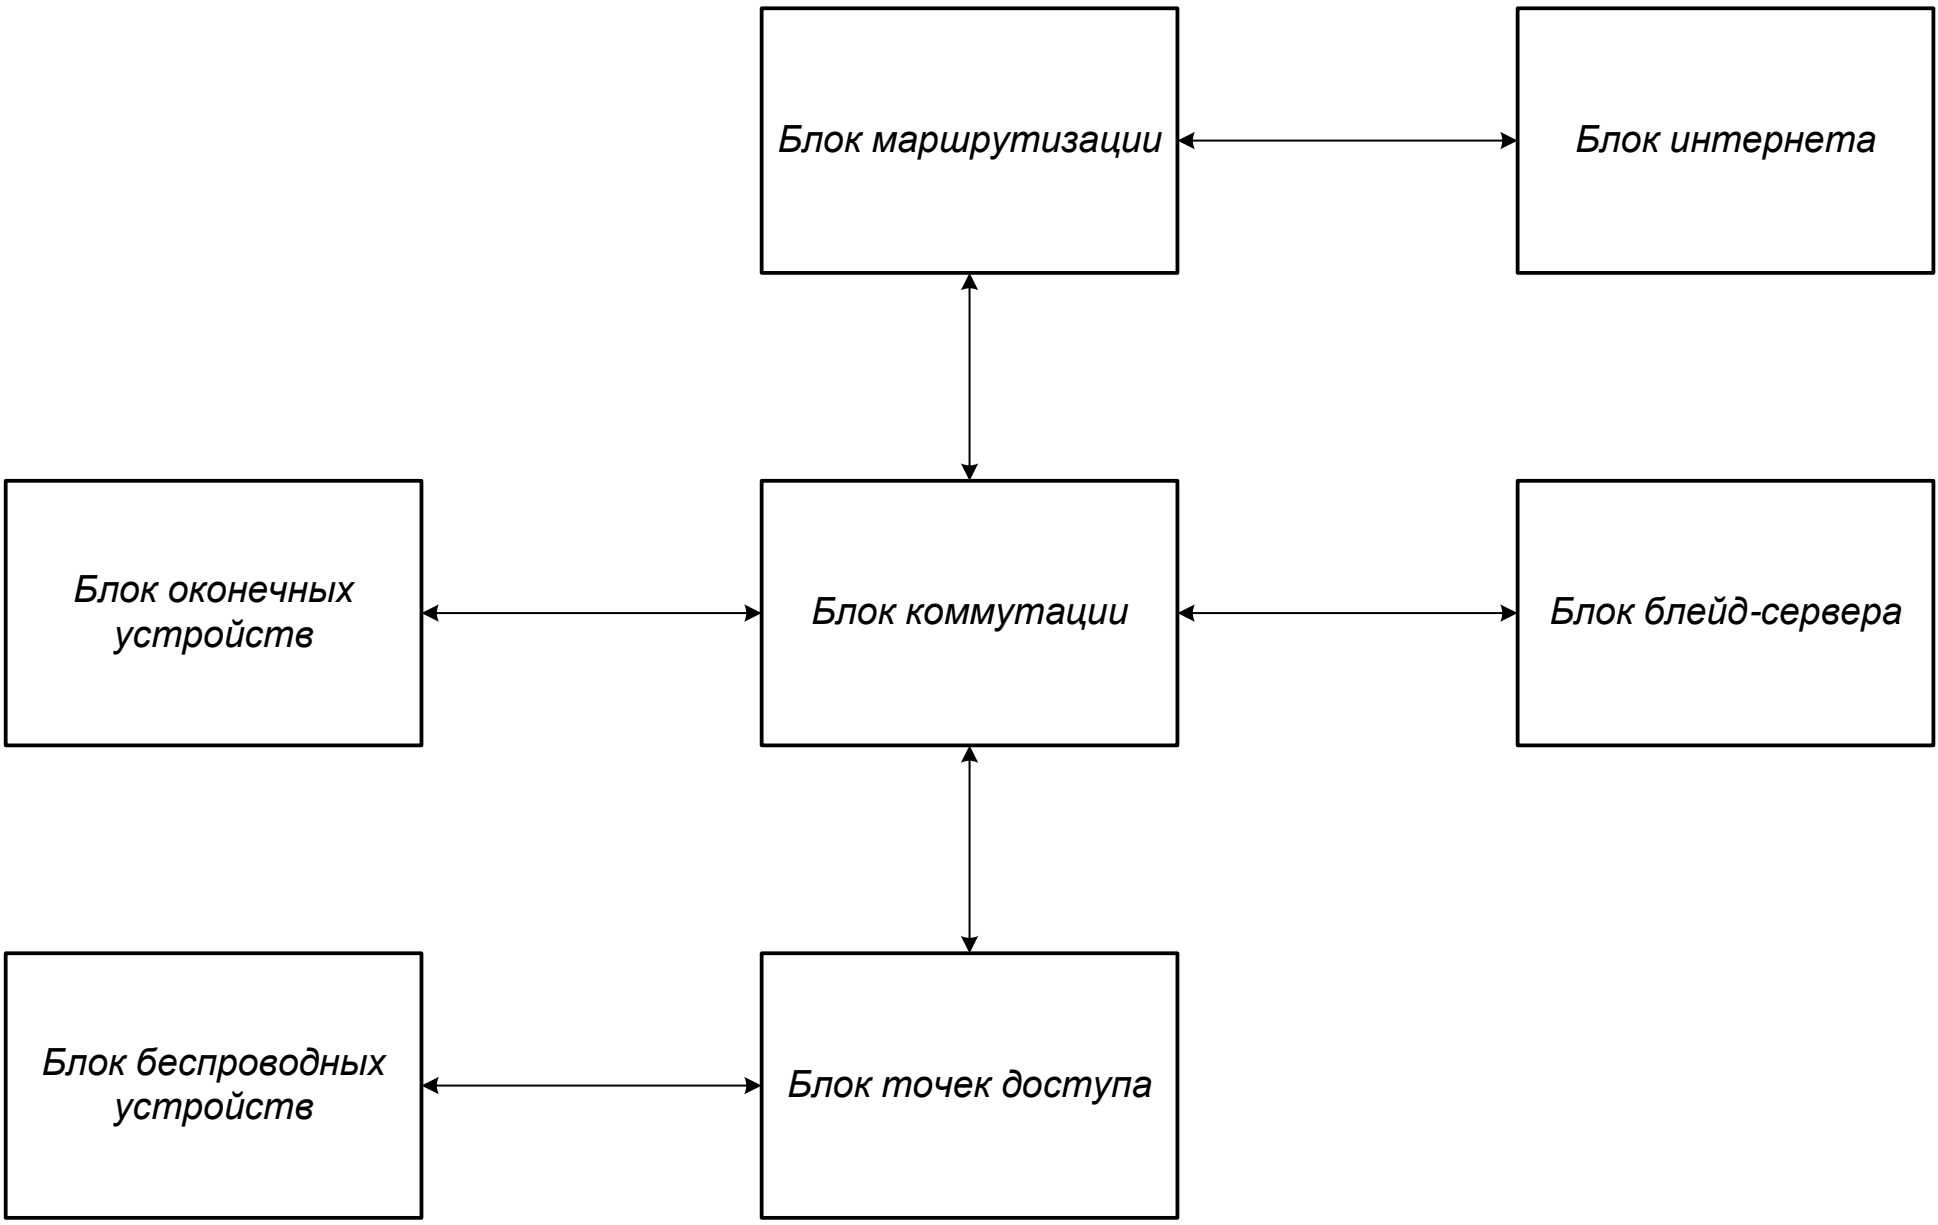 Блок маршрутизации
Блок интернета
Блок оконечных
устройств
Блок коммутации
Блок блейд-сервера
Блок беспроводных
устройств
Блок точек доступа